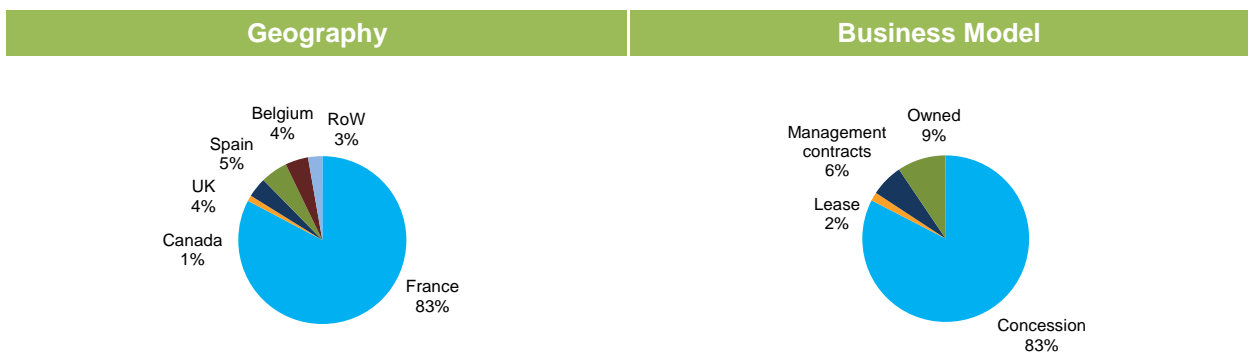 Geography
Business Model
Belgium
4%
RoW
3%
Spain
5%
UK
4%
Canada
1%
France
83%
Owned
9%
Management
contracts
6%
Lease
2%
Concession
83%